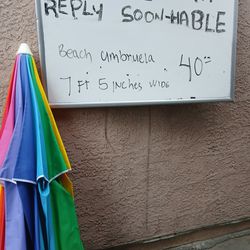 REPLY SOON-HABLE
Beach Umbruela 40
7 FT 5 inches WIDE